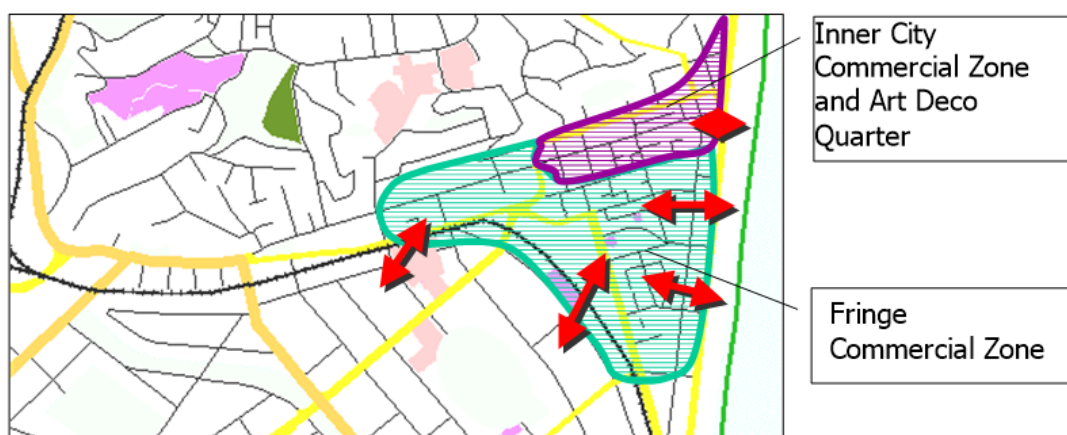 Inner City
Commercial Zone
and Art Deco
Quarter
Fringe
Commercial Zone